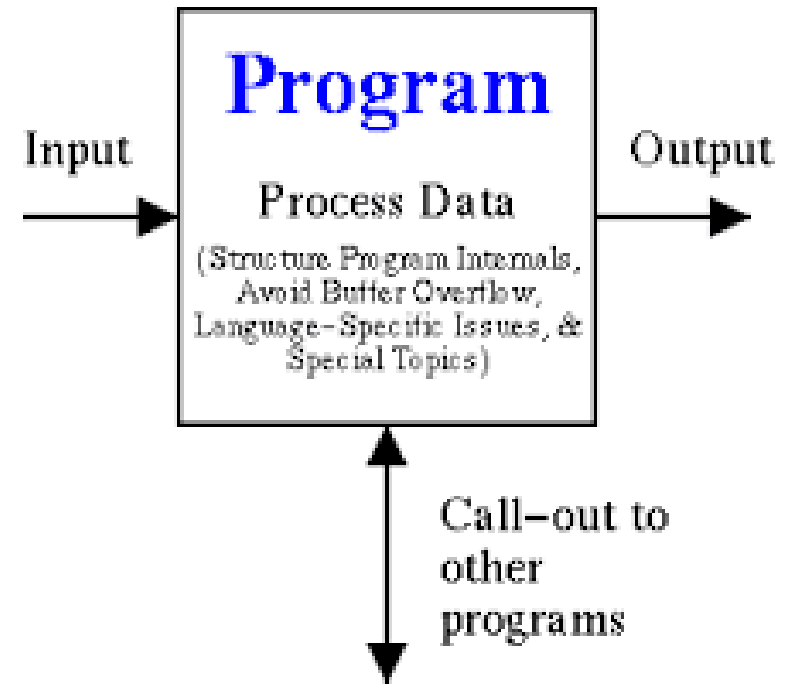 Program
Input
Output
Process Data
(Structure Program Internals,
Avoid Buffer Overflow,
Language-Specific Issues, &
Special Topics)
Call-out to
other
programs